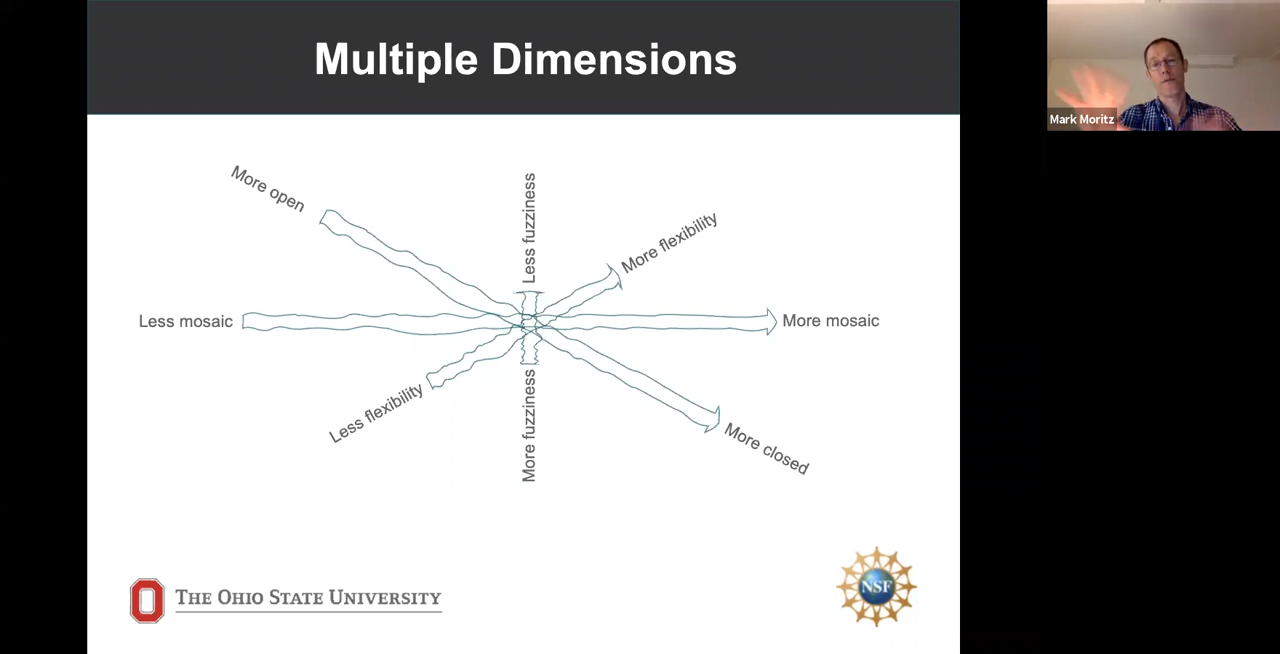 Multiple Dimensions
Mark Moritz
More open
Less fuzziness
More flexibility
Less mosaic
More mosaic
Less flexibility
More fuzziness
More closed
THE OHIO STATE UNIVERSITY
NSF